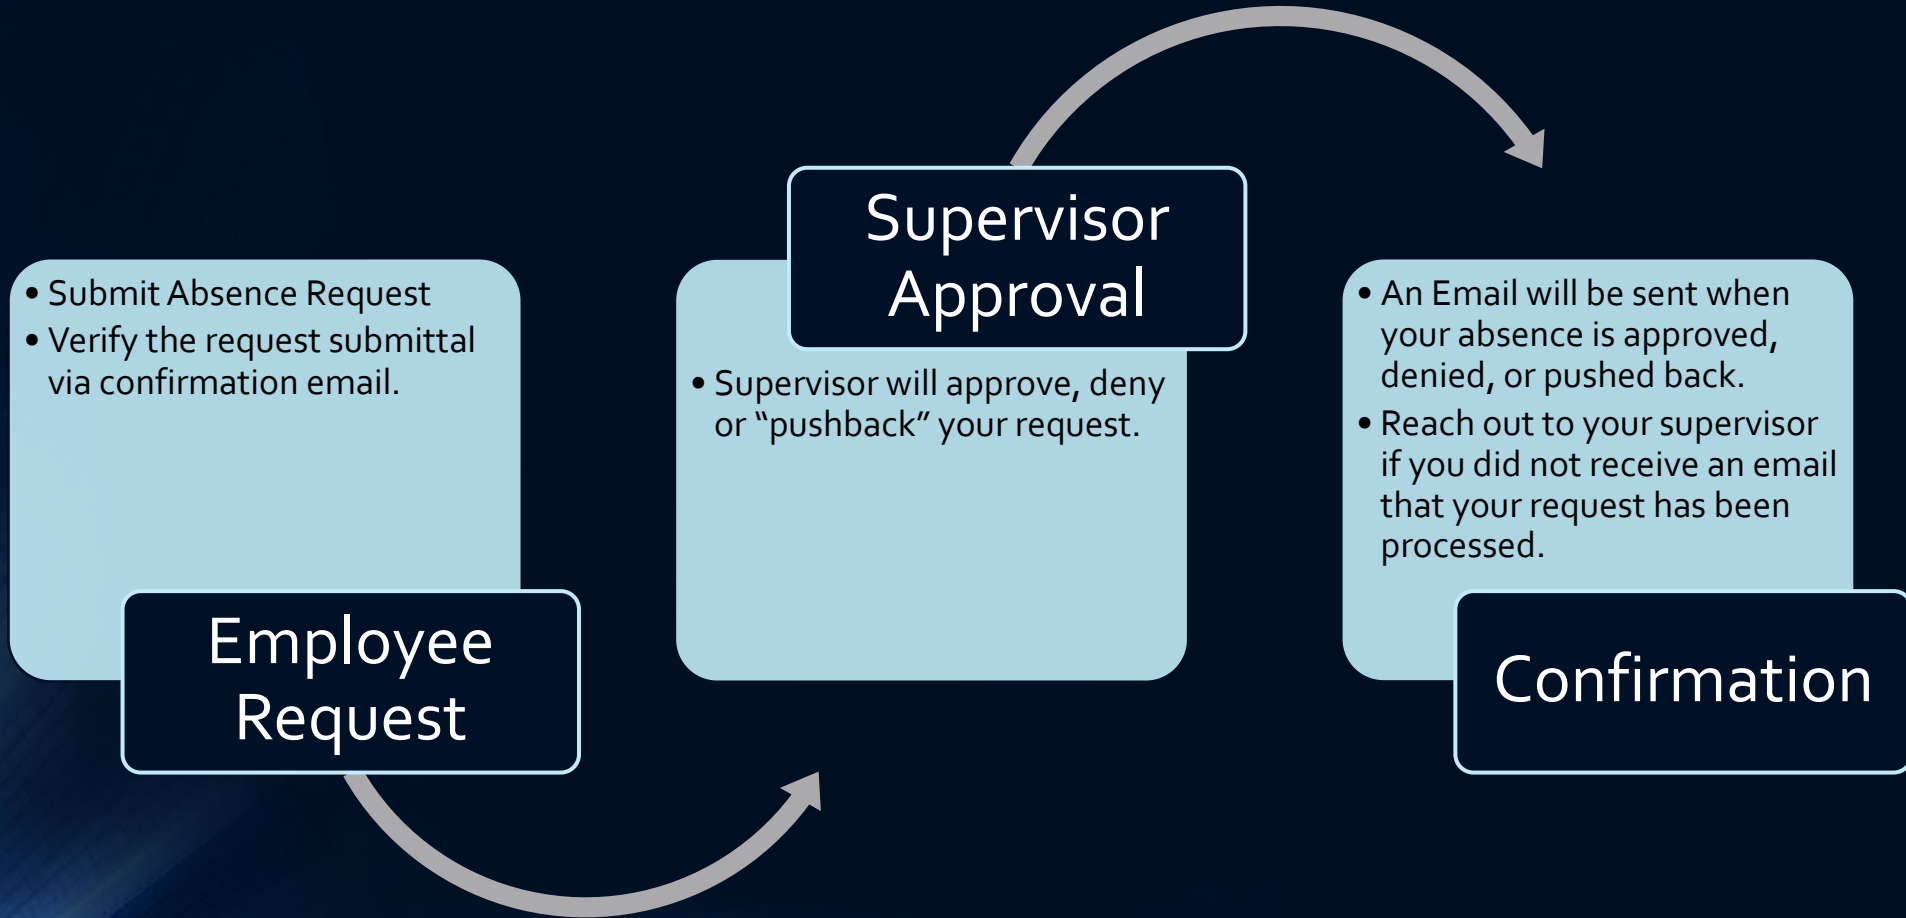 • Submit Absence Request
• Verify the request submittal
via confirmation email.
Employee
Request
Supervisor
Approval
• Supervisor will approve, deny
or “pushback” your request.
• An Email will be sent when
your absence is approved,
denied, or pushed back.
• Reach out to your supervisor
if you did not receive an email
that your request has been
processed.
Confirmation